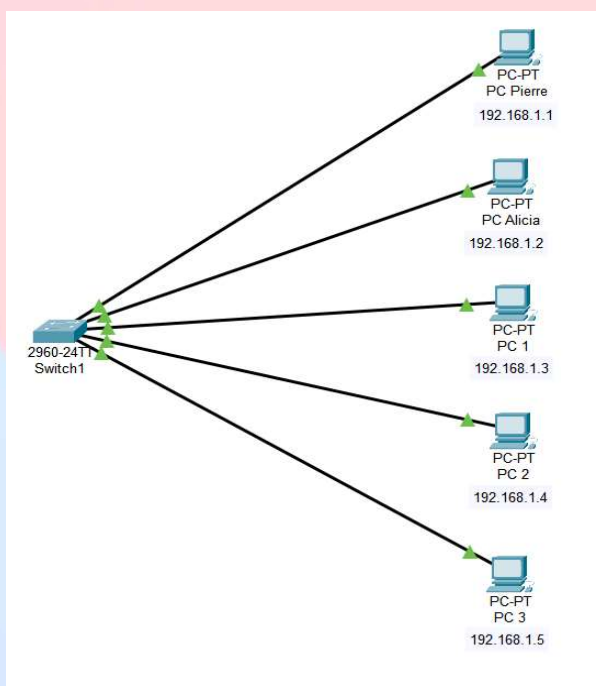 PC-PT
PC Pierre
192.168.1.1
PC-PT
PC Alicia
192.168.1.2
2960-24TT
Switch1
PC-PT
PC 1
192.168.1.3
PC-PT
PC 2
192.168.1.4
PC-PT
PC 3
192.168.1.5